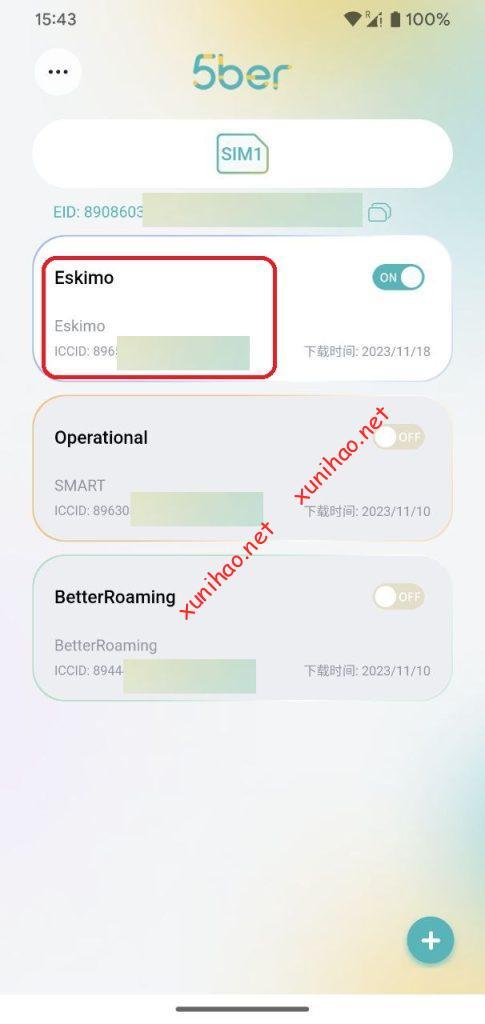 15:43 R 100%
5ber
SIM1
EID: 8908603
Eskimo ON
Eskimo
ICCID: 896 下载时间: 2023/11/18
Operational OFF
SMART
ICCID: 89630 下载时间: 2023/11/10
xunihao.net
BetterRoaming OFF
xunihao.net
BetterRoaming
ICCID: 8944 下载时间: 2023/11/10